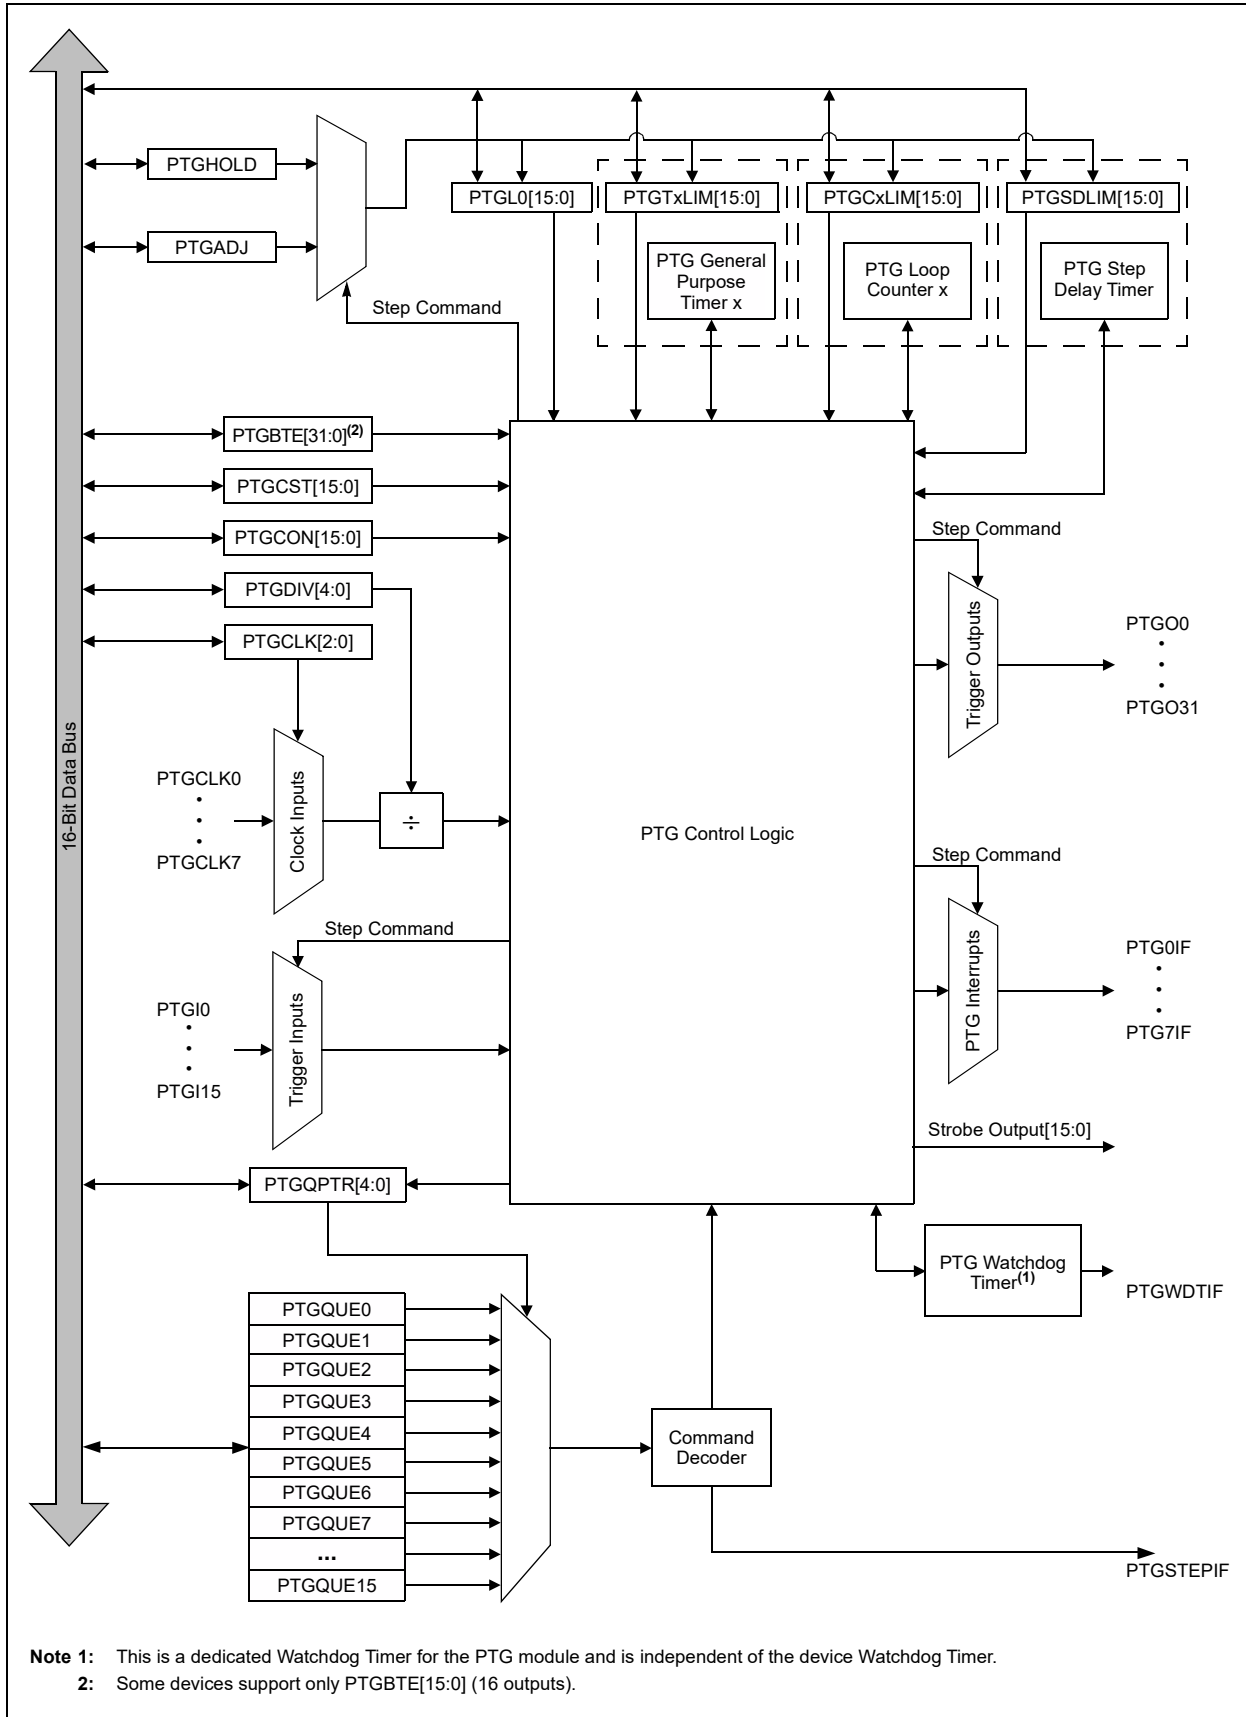 PTGHOLD
PTGADJ
PTGL0[15:0]
PTGTxLIM[15:0]
PTGCxLIM[15:0]
PTGSDLIM[15:0]
PTG General
Purpose
Timer x
PTG Loop
Counter x
PTG Step
Delay Timer
Step Command
PTGBTE[31:0](2)
PTGCST[15:0]
PTGCON[15:0]
PTGDIV[4:0]
PTGCLK[2:0]
16-Bit Data Bus
PTGCLK0
•
•
•
PTGCLK7
Clock Inputs
÷
PTG Control Logic
Step Command
Trigger Outputs
PTGO0
•
•
•
PTGO31
Step Command
PTG Interrupts
PTG0IF
•
•
•
PTG7IF
Step Command
PTGI0
•
•
•
PTGI15
Trigger Inputs
Strobe Output[15:0]
PTGQPTR[4:0]
PTG Watchdog
Timer(1)
PTGWDTIF
PTGQUE0
PTGQUE1
PTGQUE2
PTGQUE3
PTGQUE4
PTGQUE5
PTGQUE6
PTGQUE7
...
PTGQUE15
Command
Decoder
PTGSTEPIF
Note 1: This is a dedicated Watchdog Timer for the PTG module and is independent of the device Watchdog Timer.
2: Some devices support only PTGBTE[15:0] (16 outputs).